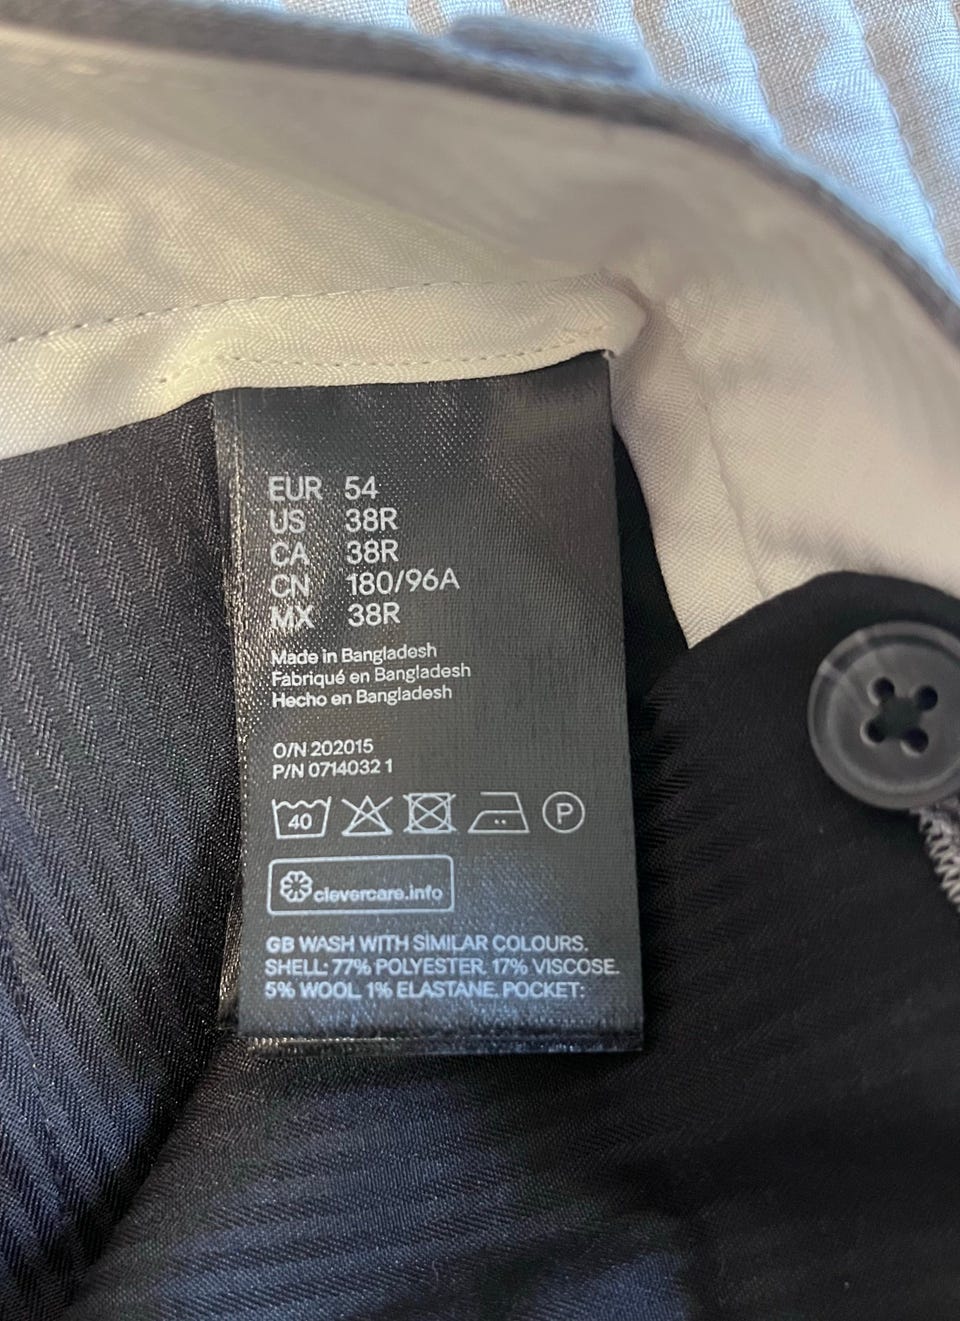 EUR 54
US 38R
CA 38R
CN 180/96A
MX 38R
Made in Bangladesh
Fabriqué en Bangladesh
Hecho en Bangladesh
O/N 202015
P/N 07140321
40 P
clevercare.info
GB WASH WITH SIMILAR COLOURS.
SHELL: 77% POLYESTER. 17% VISCOSE.
5% WOOL. 1% ELASTANE. POCKET: